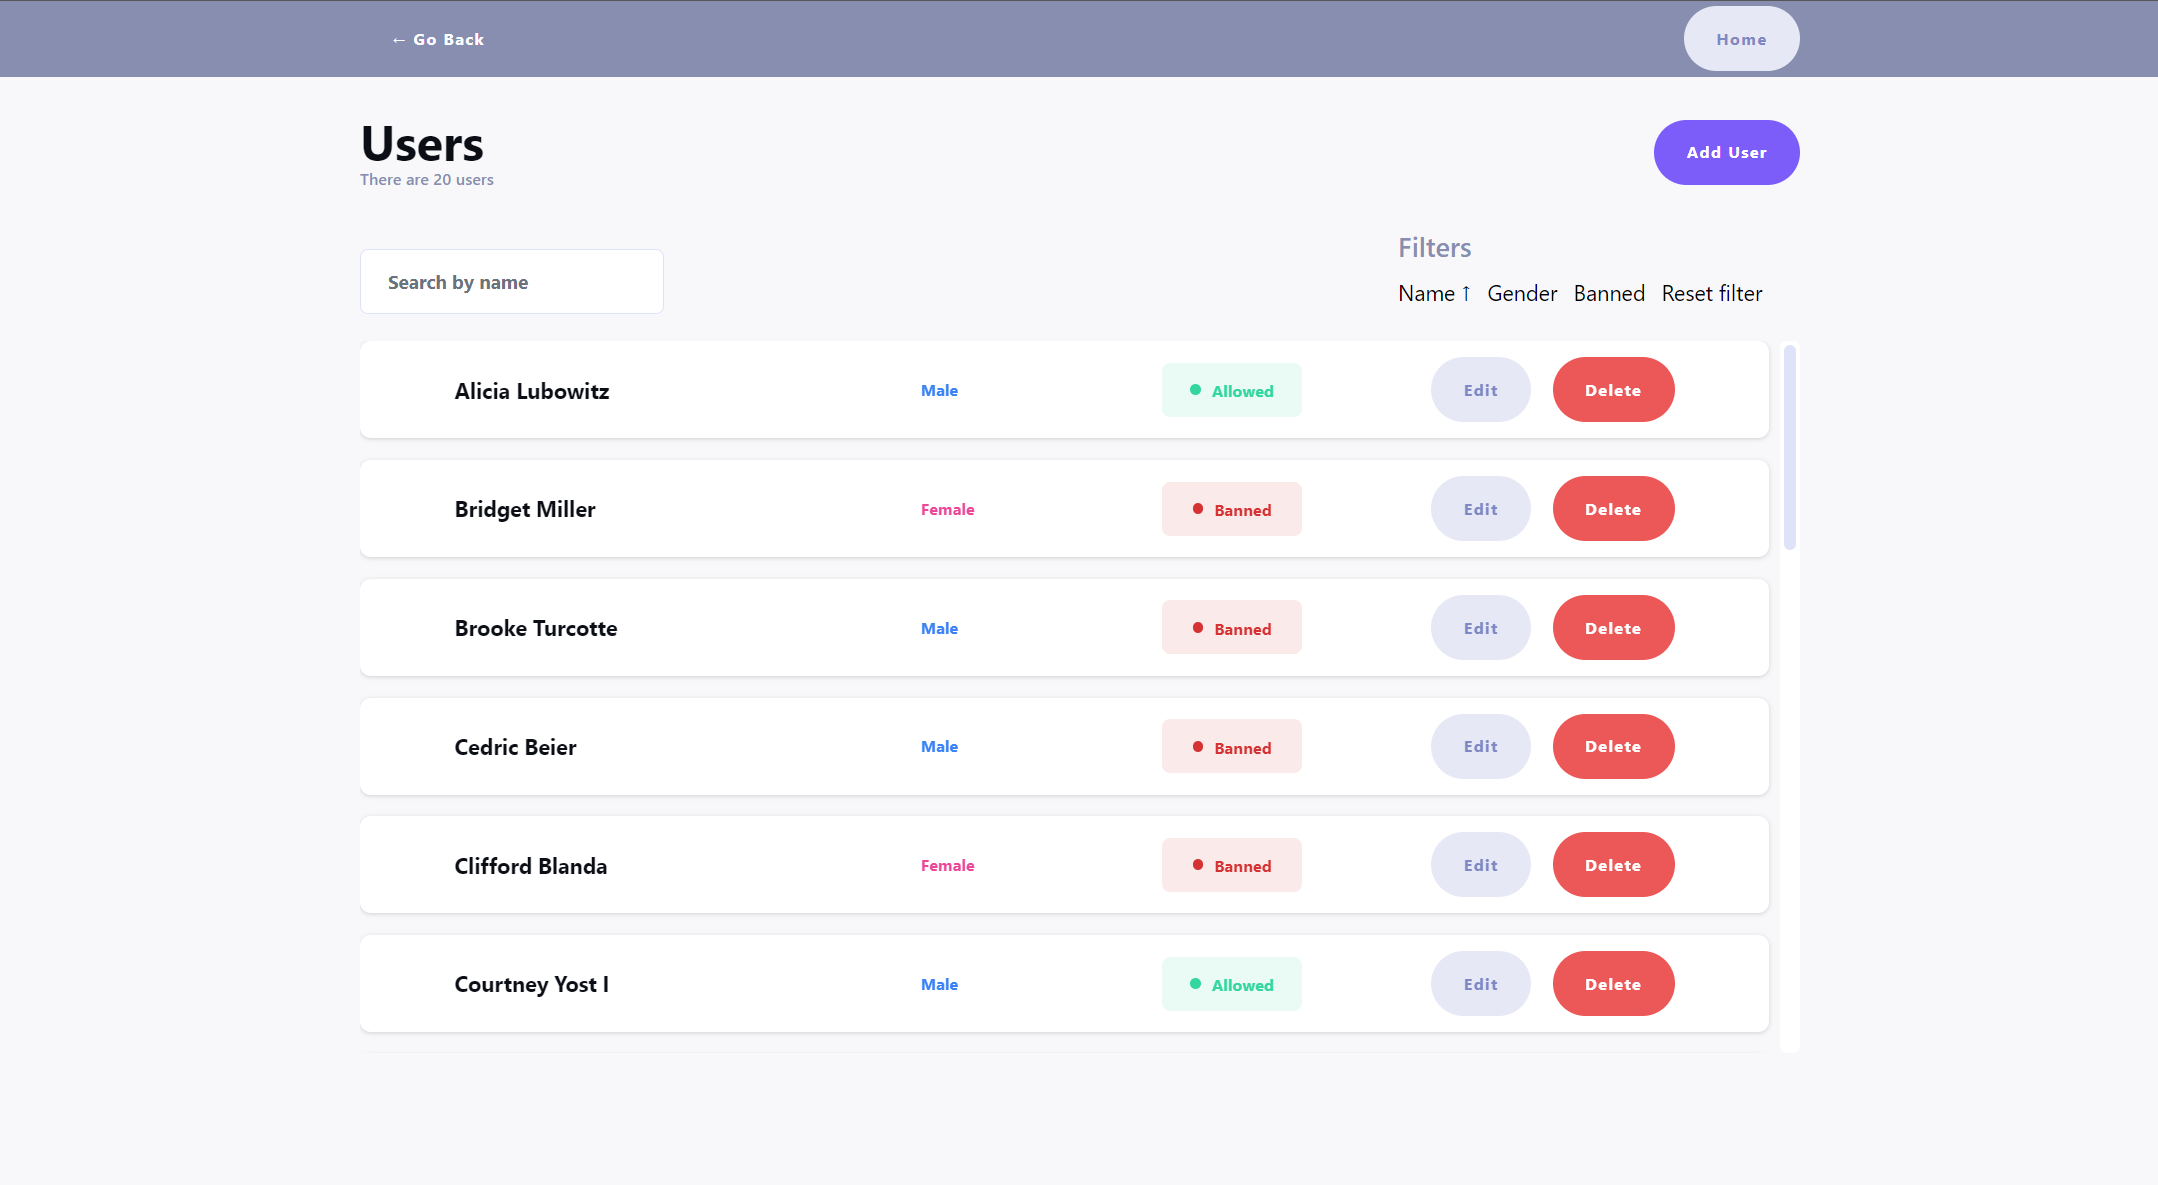 ← Go Back Home
Users
Add User
There are 20 users
Filters
Search by name
Name ↑ Gender Banned Reset filter
Alicia Lubowitz Male Allowed Edit Delete
Bridget Miller Female Banned Edit Delete
Brooke Turcotte Male Banned Edit Delete
Cedric Beier Male Banned Edit Delete
Clifford Blanda Female Banned Edit Delete
Courtney Yost I Male Allowed Edit Delete